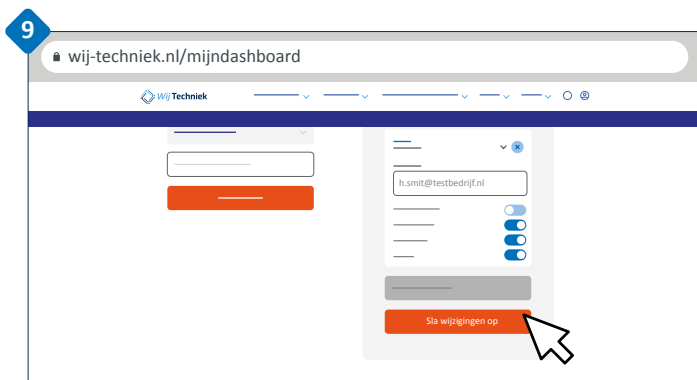 9
wij-techniek.nl/mijndashboard
Wij Techniek
h.smit@testbedrijf.nl
Sla wijzigingen op